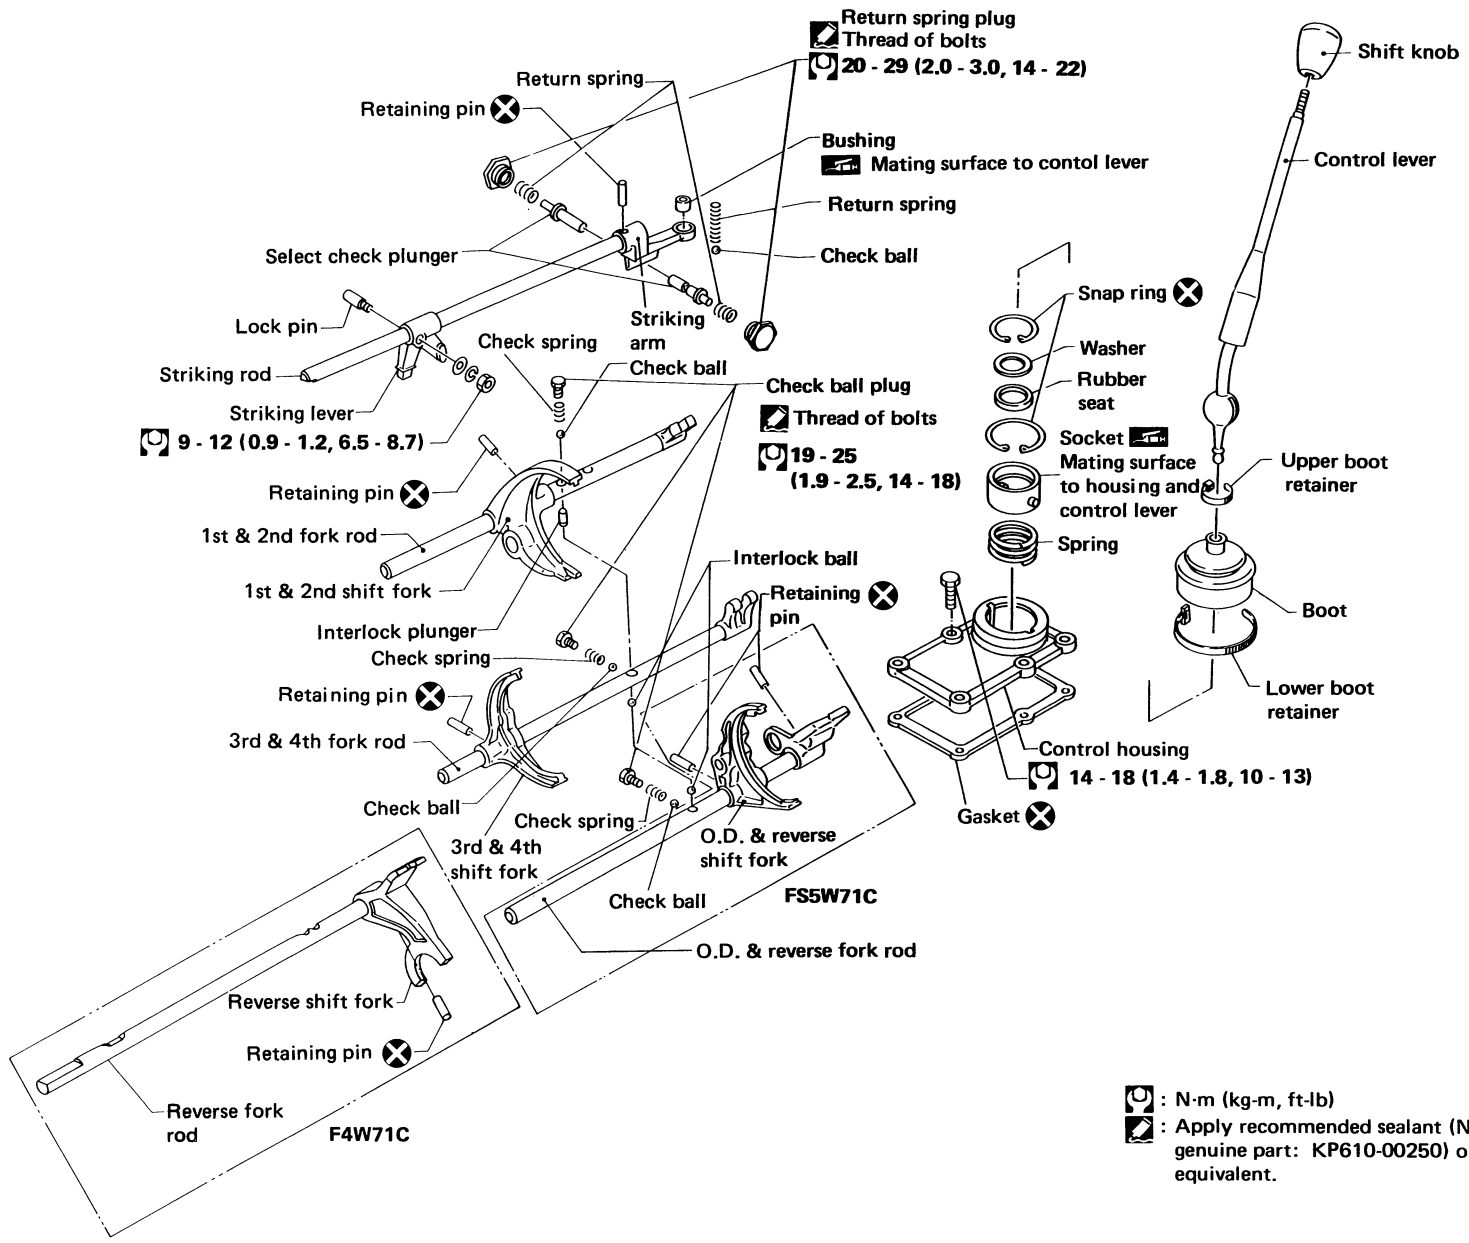 Return spring plug
Thread of bolts
20 - 29 (2.0 - 3.0, 14 - 22)
Shift knob
Return spring
Retaining pin
Bushing
Mating surface to contol lever
Control lever
Return spring
Select check plunger
Check ball
Snap ring
Lock pin
Striking
arm
Check spring
Washer
Striking rod
Check ball
Check ball plug
Rubber
seat
Striking lever
9 - 12 (0.9 - 1.2, 6.5 - 8.7)
Thread of bolts
19 - 25
(1.9 - 2.5, 14 - 18)
Socket
Mating surface
to housing and
control lever
Upper boot
retainer
Retaining pin
1st & 2nd fork rod
Spring
Interlock ball
1st & 2nd shift fork
Retaining
pin
Boot
Interlock plunger
Check spring
Retaining pin
Lower boot
retainer
3rd & 4th fork rod
Control housing
14 - 18 (1.4 - 1.8, 10 - 13)
Check ball
Check spring
Gasket
3rd & 4th
shift fork
O.D. & reverse
shift fork
Check ball
FS5W71C
O.D. & reverse fork rod
Reverse shift fork
Retaining pin
Reverse fork
rod
F4W71C
: N·m (kg-m, ft-lb)
: Apply recommended sealant (N
genuine part: KP610-00250) o
equivalent.